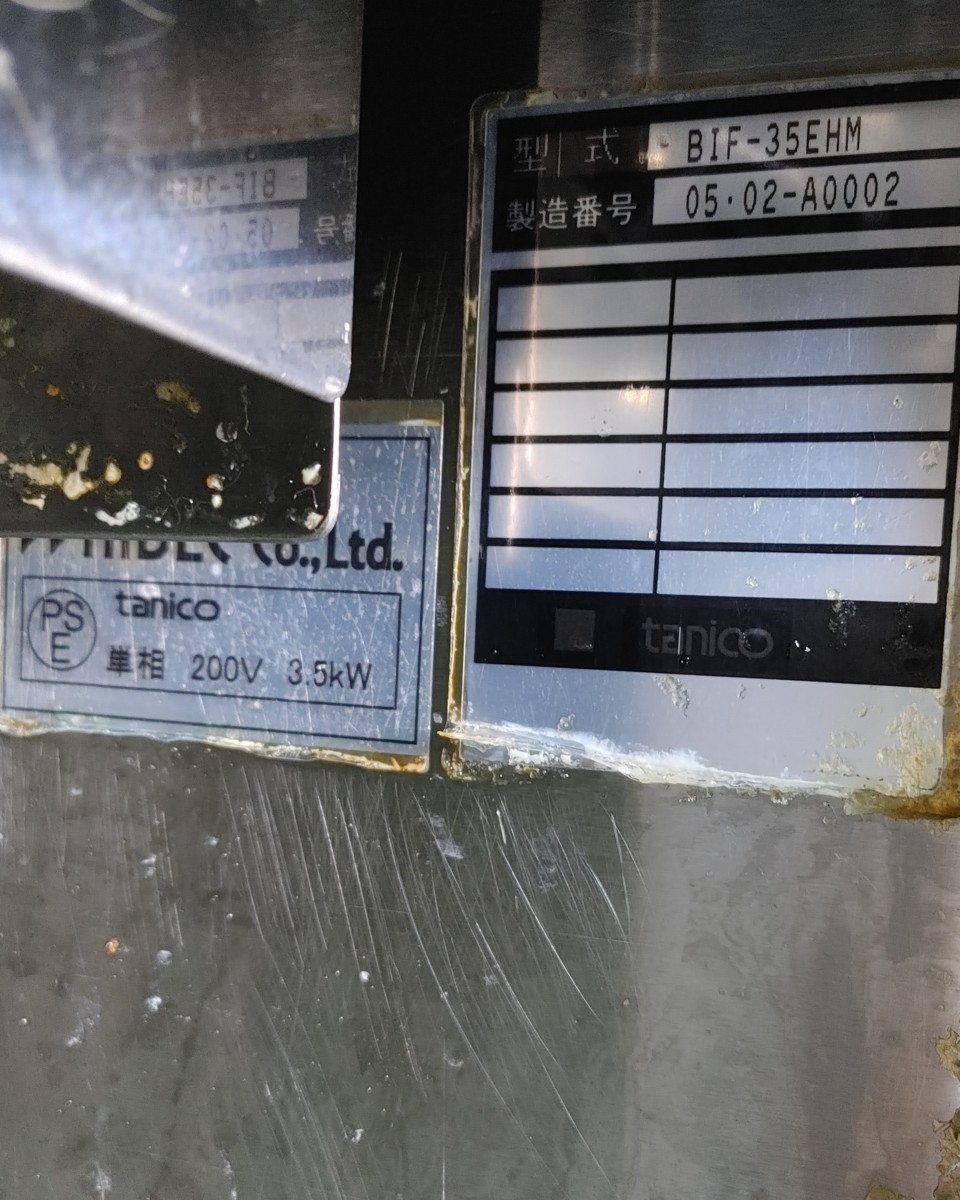 型式 BIF-35EHM
製造番号 05·02-A0002
tanico
Co.,Ltd.
PSE
tanico
単相 200V 3.5kW